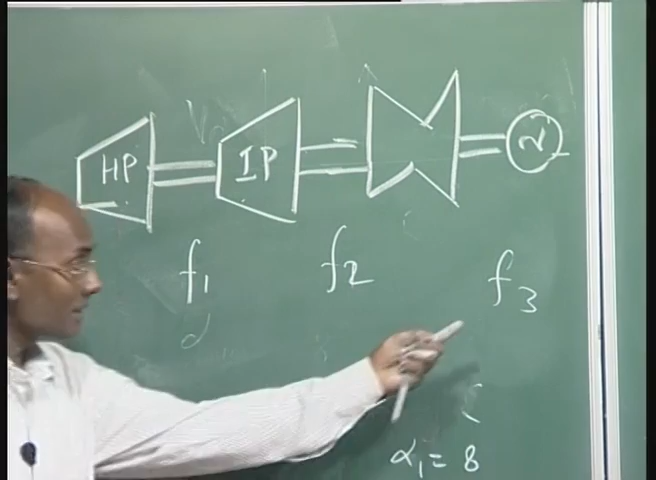 HP IP ~
f1 f2 f3
α1 = 8